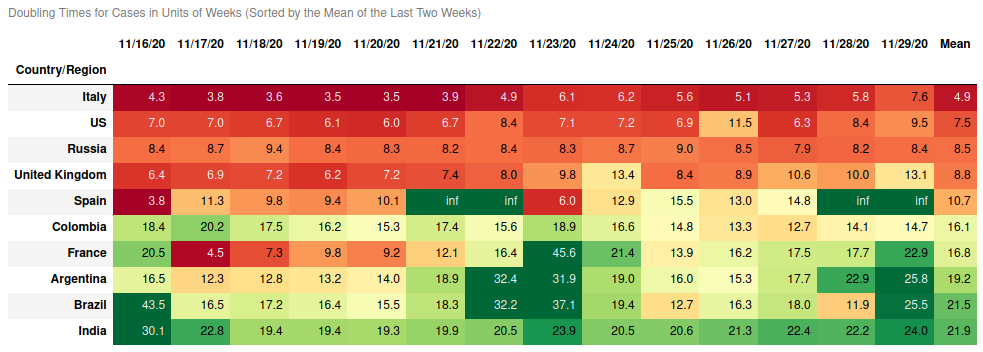 Doubling Times for Cases in Units of Weeks (Sorted by the Mean of the Last Two Weeks)
11/16/20 11/17/20 11/18/20 11/19/20 11/20/20 11/21/20 11/22/20 11/23/20 11/24/20 11/25/20 11/26/20 11/27/20 11/28/20 11/29/20 Mean
Country/Region
Italy 4.3 3.8 3.6 3.5 3.5 3.9 4.9 6.1 6.2 5.6 5.1 5.3 5.8 7.6 4.9
US 7.0 7.0 6.7 6.1 6.0 6.7 8.4 7.1 7.2 6.9 11.5 6.3 8.4 9.5 7.5
Russia 8.4 8.7 9.4 8.4 8.3 8.2 8.4 8.3 8.7 9.0 8.5 7.9 8.2 8.4 8.5
United Kingdom 6.4 6.9 7.2 6.2 7.2 7.4 8.0 9.8 13.4 8.4 8.9 10.6 10.0 13.1 8.8
Spain 3.8 11.3 9.8 9.4 10.1 inf inf 6.0 12.9 15.5 13.0 14.8 inf inf 10.7
Colombia 18.4 20.2 17.5 16.2 15.3 17.4 15.6 18.9 16.6 14.8 13.3 12.7 14.1 14.7 16.1
France 20.5 4.5 7.3 9.8 9.2 12.1 16.4 45.6 21.4 13.9 16.2 17.5 17.7 22.9 16.8
Argentina 16.5 12.3 12.8 13.2 14.0 18.9 32.4 31.9 19.0 16.0 15.3 17.7 22.9 25.8 19.2
Brazil 43.5 16.5 17.2 16.4 15.5 18.3 32.2 37.1 19.4 12.7 16.3 18.0 11.9 25.5 21.5
India 30.1 22.8 19.4 19.4 19.3 19.9 20.5 23.9 20.5 20.6 21.3 22.4 22.2 24.0 21.9